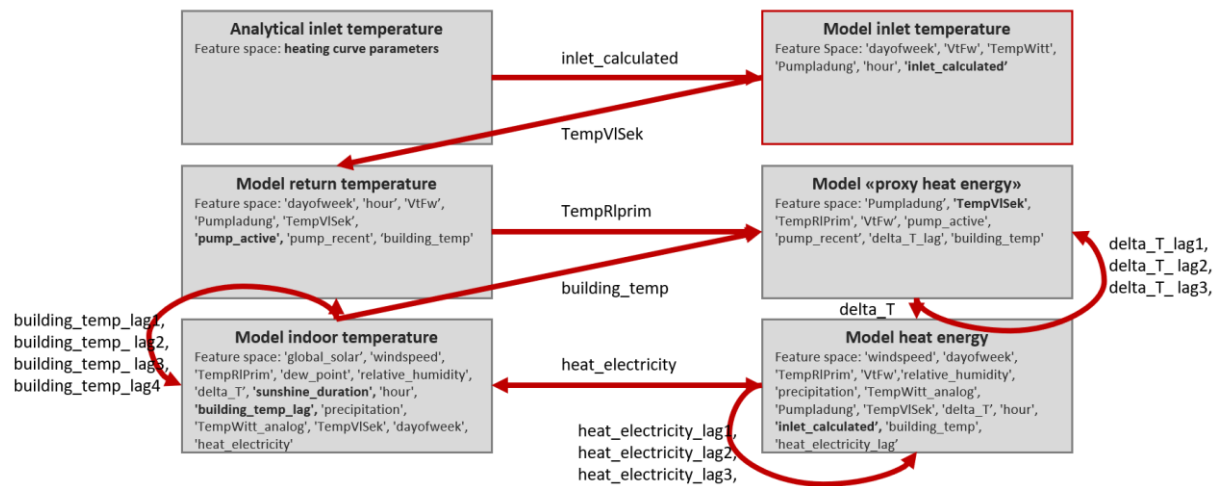 Analytical inlet temperature
Feature space: heating curve parameters
inlet_calculated
Model inlet temperature
Feature Space: 'dayofweek', 'VtFw', 'TempWitt',
'Pumpladung', 'hour', 'inlet_calculated’
TempVlSek
Model return temperature
Feature space: 'dayofweek’, 'hour’, 'VtFw’,
'Pumpladung', 'TempVlSek’,
'pump_active’, 'pump_recent’, ‘building_temp'
TempRlprim
Model «proxy heat energy»
Feature space: 'Pumpladung’, 'TempVlSek’,
'TempRlPrim’, 'VtFw’, 'pump_active’,
'pump_recent’, 'delta_T_lag’, 'building_temp'
delta_T_lag1,
delta_T_ lag2,
delta_T_ lag3,
building_temp
delta_T
building_temp_lag1,
building_temp_ lag2,
building_temp_ lag3,
building_temp_lag4
Model indoor temperature
Feature space: 'global_solar’, 'windspeed’,
'TempRlPrim’, 'dew_point’, 'relative_humidity’,
'delta_T’, 'sunshine_duration’, 'hour’,
'building_temp_lag’, 'precipitation’,
'TempWitt_analog’, 'TempVlSek’, 'dayofweek’,
'heat_electricity'
heat_electricity
Model heat energy
Feature space: 'windspeed’, 'dayofweek’,
'TempRlPrim’, 'VtFw’,'relative_humidity’,
'precipitation’, 'TempWitt_analog’,
'Pumpladung’, 'TempVlSek’, 'delta_T’, 'hour’,
'inlet_calculated’, 'building_temp’,
'heat_electricity_lag’
heat_electricity_lag1,
heat_electricity_lag2,
heat_electricity_lag3,